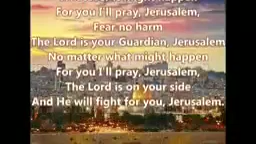 For you I'll pray, Jerusalem,
Fear no harm
The Lord is your Guardian, Jerusalem
No matter what might happen
For you I'll pray, Jerusalem,
The Lord is on your side
And He will fight for you, Jerusalem.